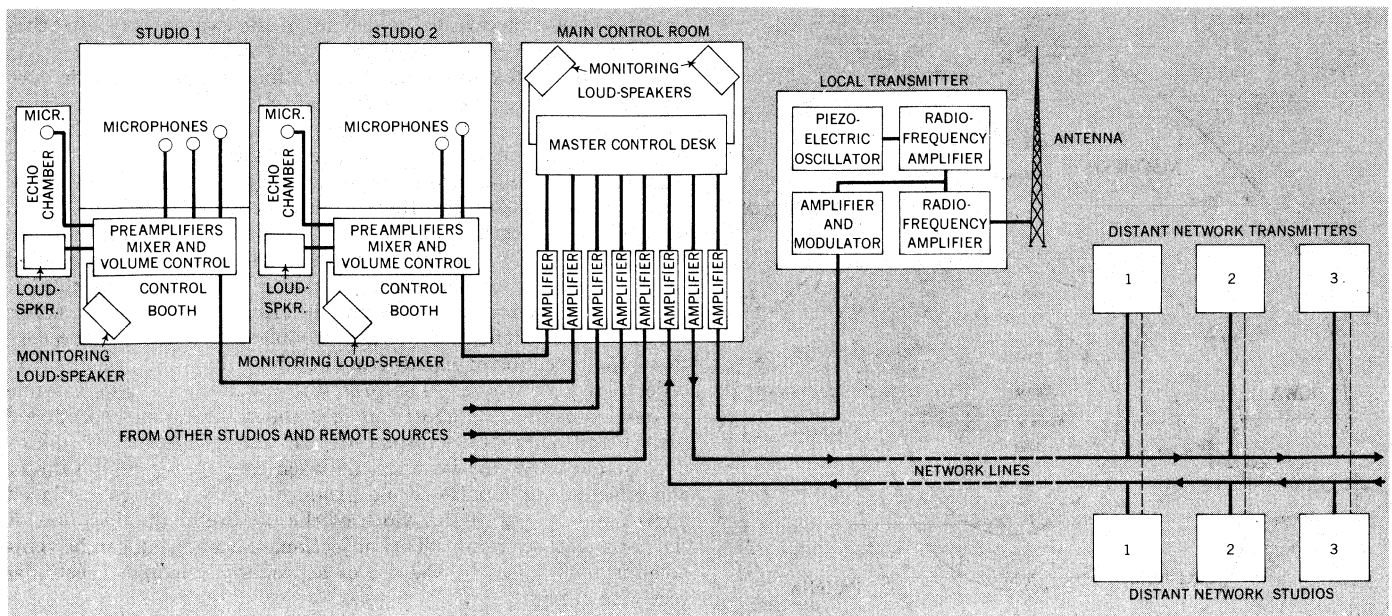 STUDIO 1
MICR.
ECHO
CHAMBER
MICROPHONES
PREAMPLIFIERS
MIXER AND
VOLUME CONTROL
LOUD-
SPKR.
CONTROL
BOOTH
MONITORING
LOUD-SPEAKER
STUDIO 2
MICR.
ECHO
CHAMBER
MICROPHONES
PREAMPLIFIERS
MIXER AND
VOLUME CONTROL
LOUD-
SPKR.
CONTROL
BOOTH
MONITORING LOUD-SPEAKER
MAIN CONTROL ROOM
MONITORING
LOUD-SPEAKERS
MASTER CONTROL DESK
AMPLIFIER
AMPLIFIER
AMPLIFIER
AMPLIFIER
AMPLIFIER
AMPLIFIER
AMPLIFIER
AMPLIFIER
FROM OTHER STUDIOS AND REMOTE SOURCES
LOCAL TRANSMITTER
PIEZO-
ELECTRIC
OSCILLATOR
RADIO-
FREQUENCY
AMPLIFIER
AMPLIFIER
AND
MODULATOR
RADIO-
FREQUENCY
AMPLIFIER
ANTENNA
DISTANT NETWORK TRANSMITTERS
1
2
3
NETWORK LINES
1
2
3
DISTANT NETWORK STUDIOS